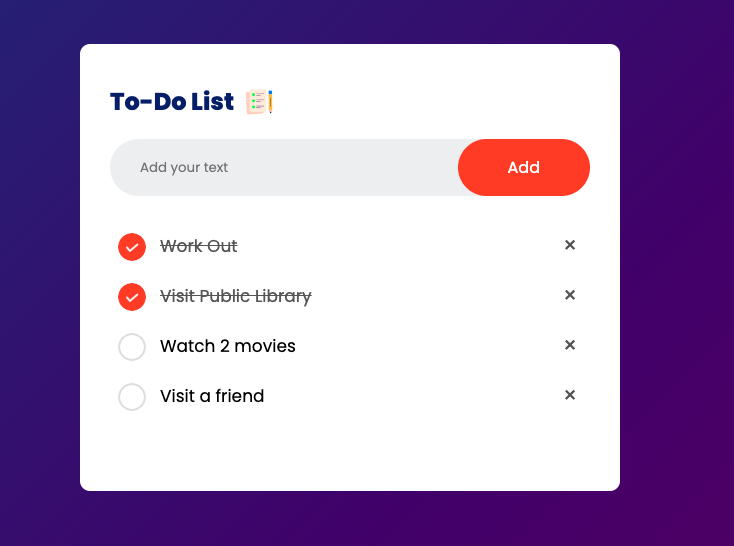 To-Do List
Add your text
Add
Work Out
Visit Public Library
Watch 2 movies
Visit a friend